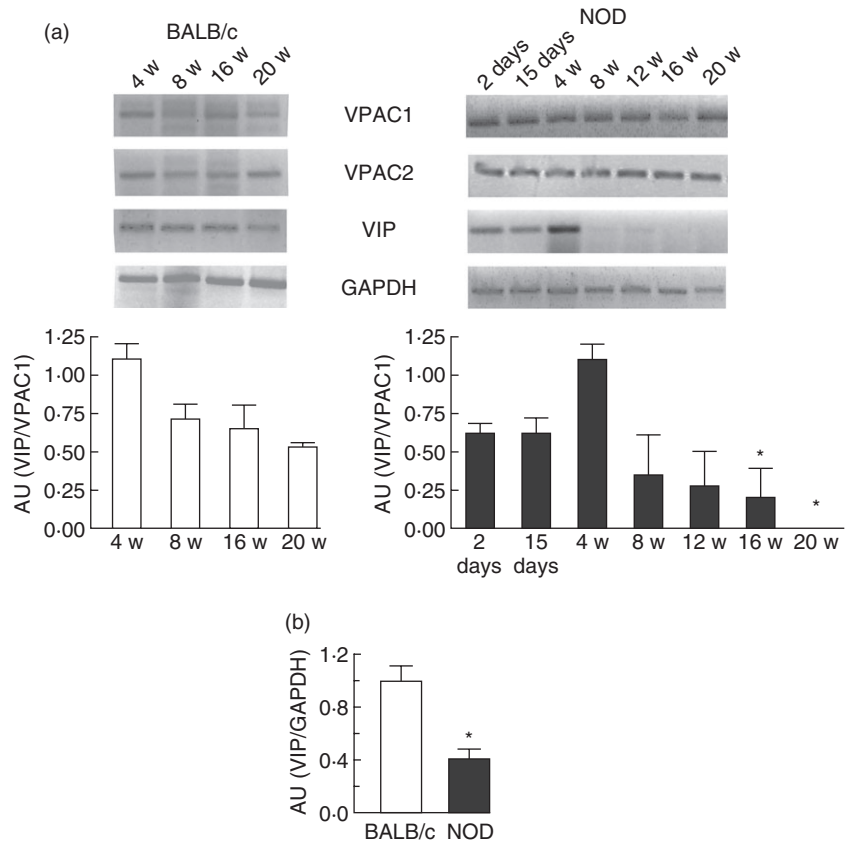 (a)
BALB/c
4 w 8 w 16 w 20 w
NOD
2 days 15 days 4 w 8 w 12 w 16 w 20 w
VPAC1
VPAC2
VIP
GAPDH
AU (VIP/VPAC1)
1·25
1·00
0·75
0·50
0·25
0·00
4 w 8 w 16 w 20 w
AU (VIP/VPAC1)
1·25
1·00
0·75
0·50
0·25
0·00
*
*
2 15 4 w 8 w 12 w 16 w 20 w
days days
(b)
AU (VIP/GAPDH)
1·2
0·8
0·4
0·0
*
BALB/c NOD